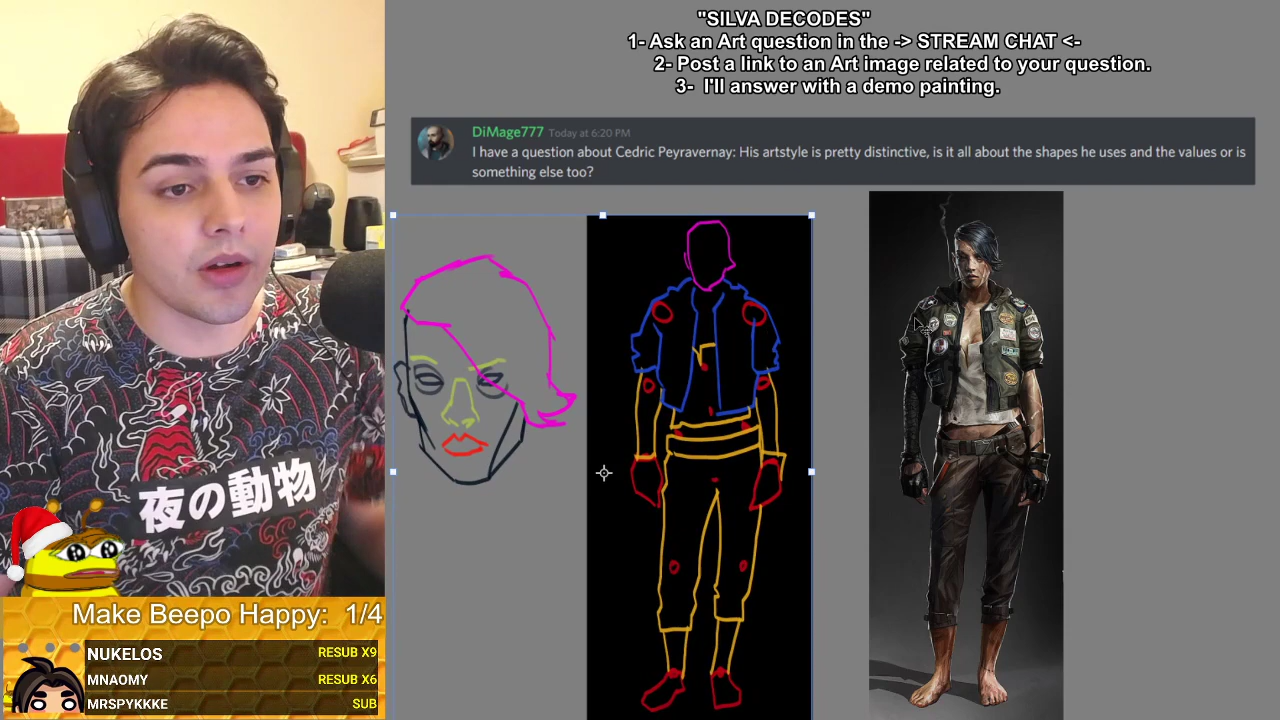 "SILVA DECODES"
1- Ask an Art question in the -> STREAM CHAT <-
2- Post a link to an Art image related to your question.
3- I'll answer with a demo painting.
DiMage777 Today at 6:20 PM
I have a question about Cedric Peyravernay: His artstyle is pretty distinctive, is it all about the shapes he uses and the values or is
something else too?
夜の動物
Make Beepo Happy: 1/4
NUKELOS RESUB X9
MNAOMY RESUB X6
MRSPYKKKE SUB